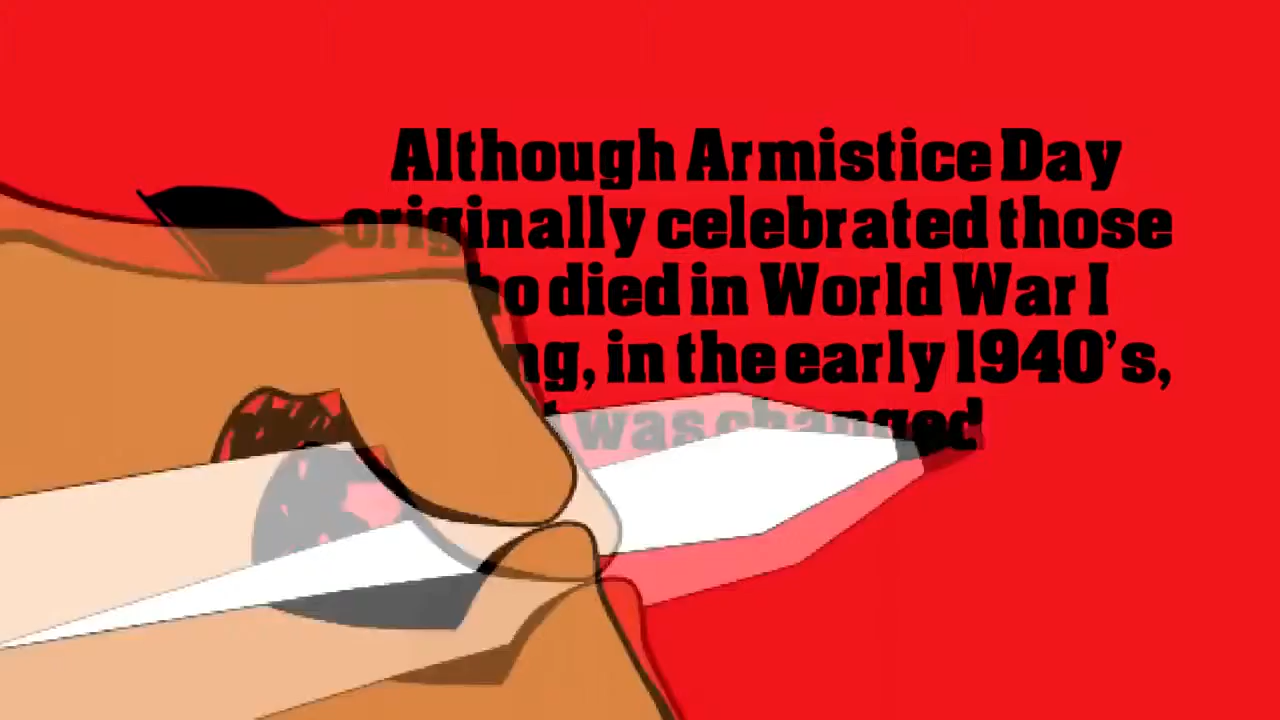 Although Armistice Day
originally celebrated those
ho died in World War I
ng, in the early 1940's,
t was changed